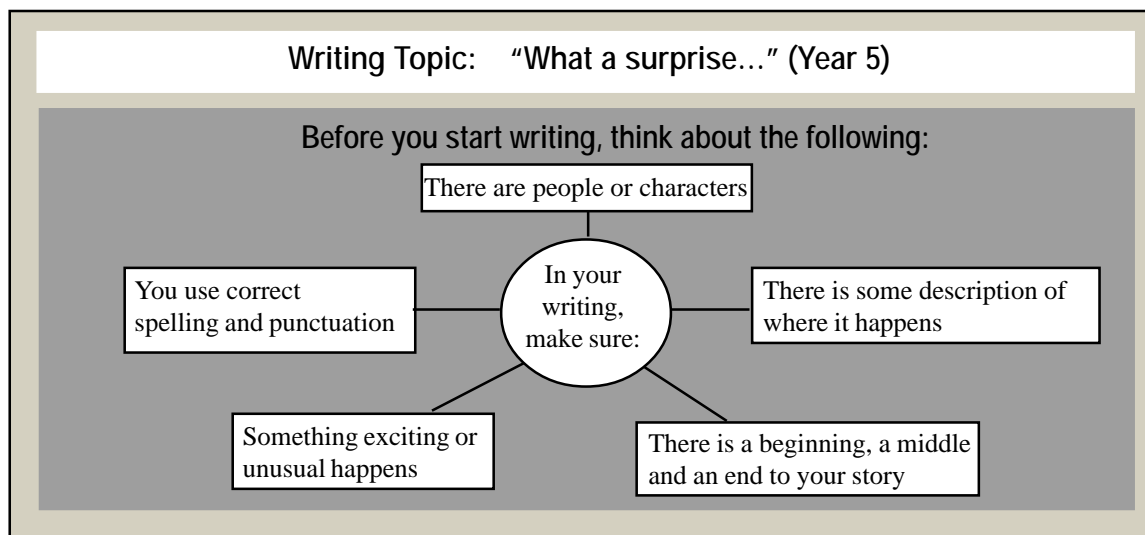 Writing Topic: “What a surprise…” (Year 5)
Before you start writing, think about the following:
There are people or characters
You use correct
spelling and punctuation
In your
writing,
make sure:
There is some description of
where it happens
Something exciting or
unusual happens
There is a beginning, a middle
and an end to your story